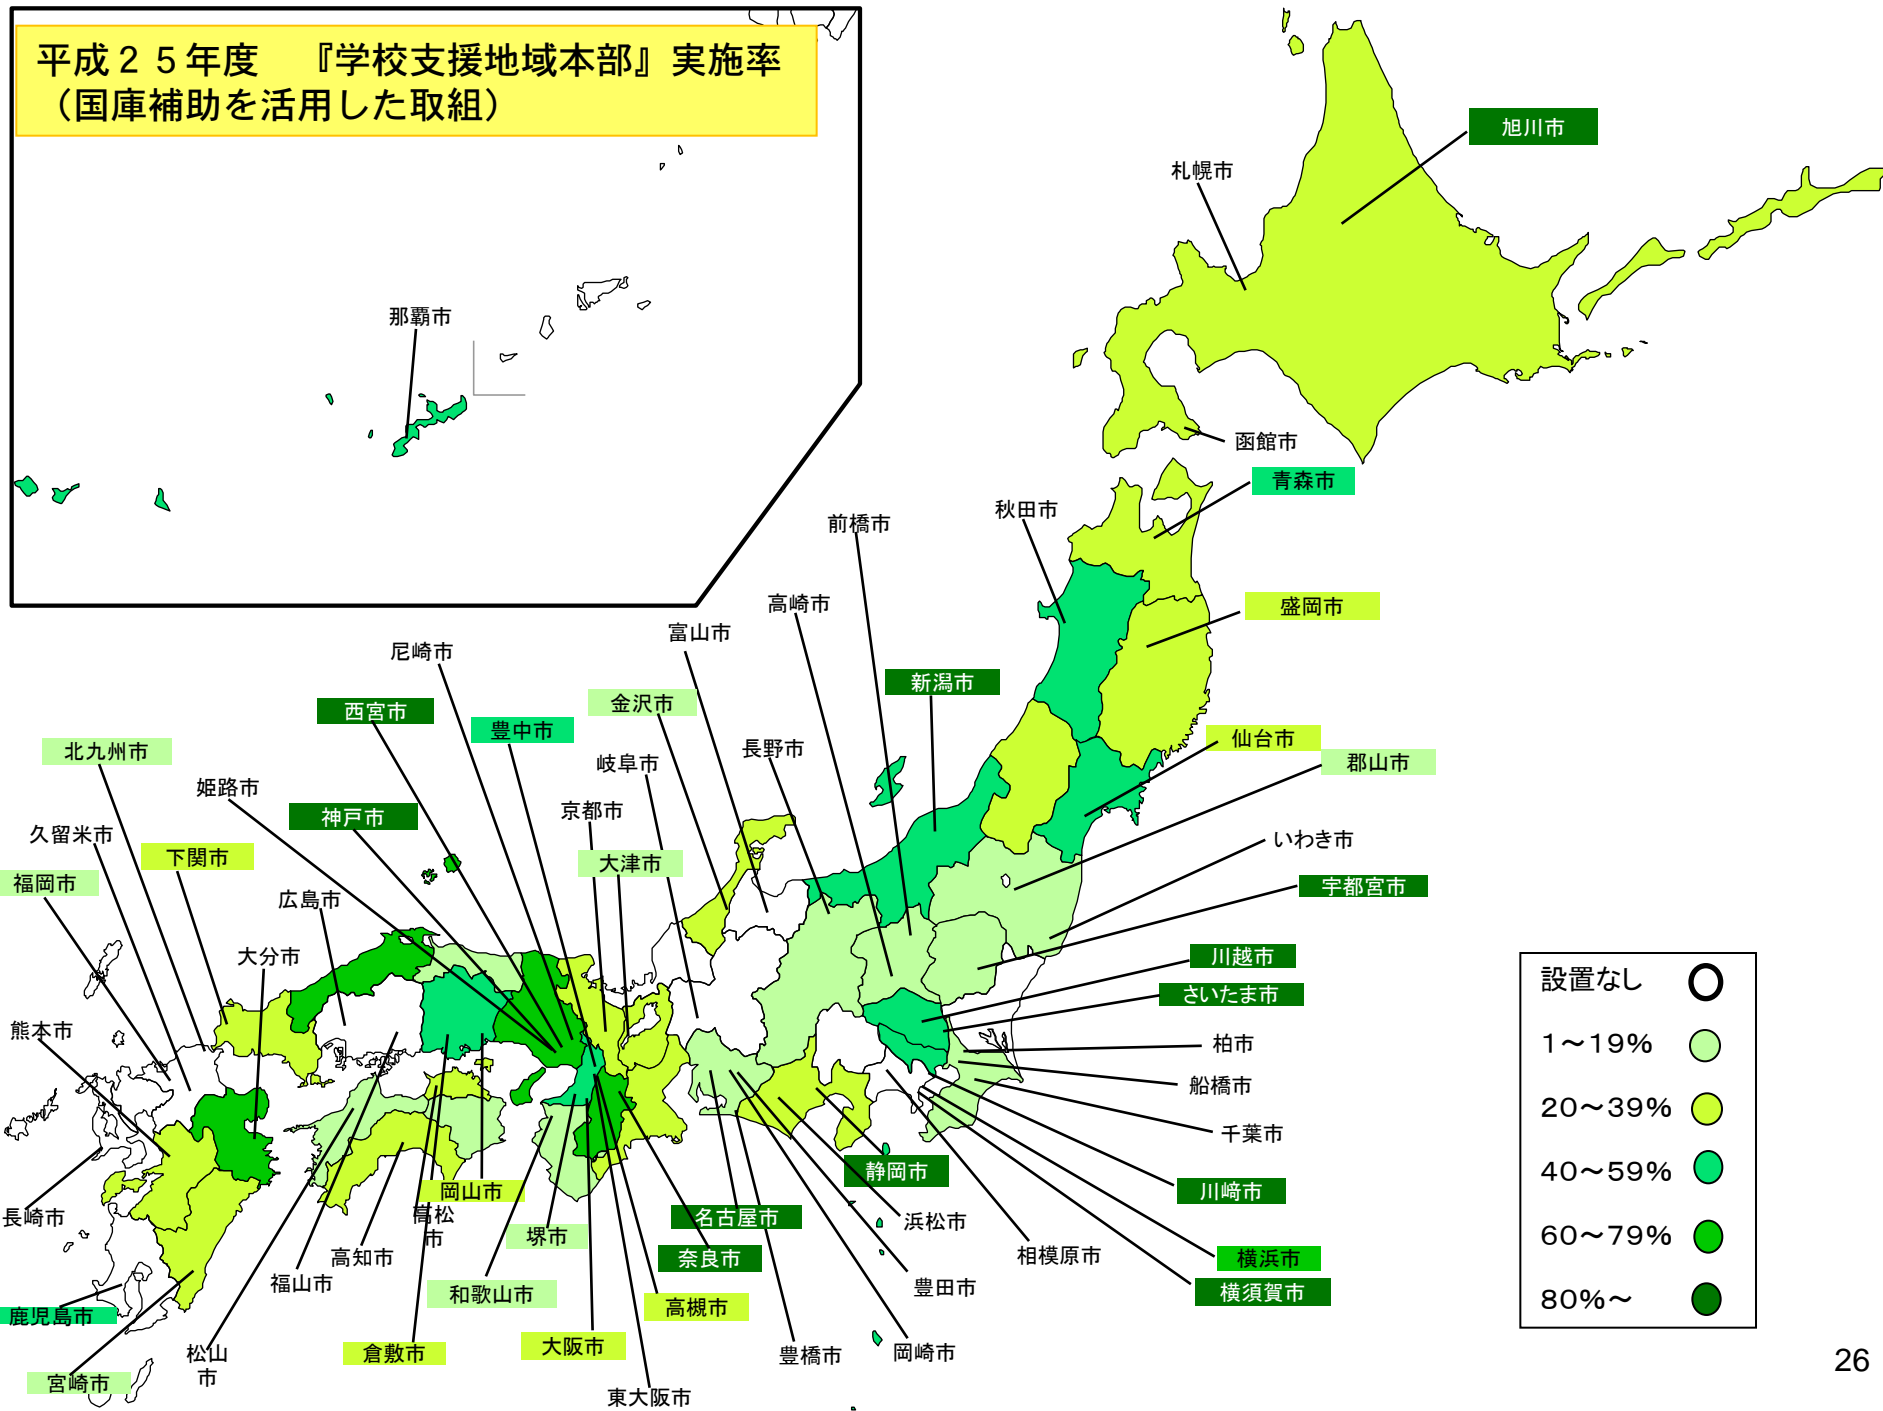 平成２５年度　『学校支援地域本部』実施率
（国庫補助を活用した取組）
旭川市
札幌市
那覇市
函館市
青森市
秋田市
前橋市
高崎市
盛岡市
富山市
尼崎市
新潟市
金沢市
西宮市
豊中市
仙台市
北九州市
長野市
岐阜市
郡山市
姫路市
京都市
神戸市
久留米市
いわき市
下関市
大津市
福岡市
宇都宮市
広島市
大分市
川越市
さいたま市
熊本市
柏市
船橋市
千葉市
静岡市
岡山市
川崎市
長崎市
高松
市
名古屋市
浜松市
堺市
高知市
奈良市
相模原市
横浜市
福山市
豊田市
和歌山市
横須賀市
高槻市
鹿児島市
大阪市
倉敷市
松山
市
豊橋市
岡崎市
宮崎市
東大阪市
設置なし
1～19%
20～39%
40～59%
60～79%
80%～
26